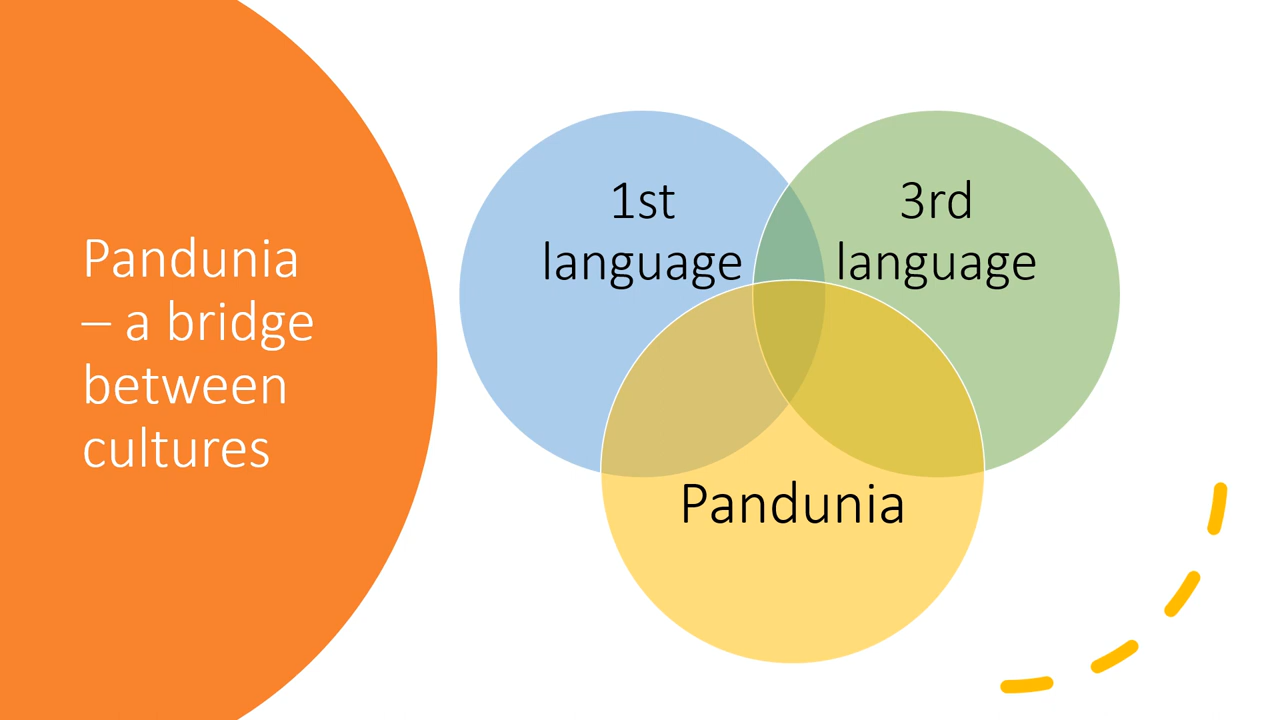 Pandunia
– a bridge
between
cultures
1st
language
3rd
language
Pandunia